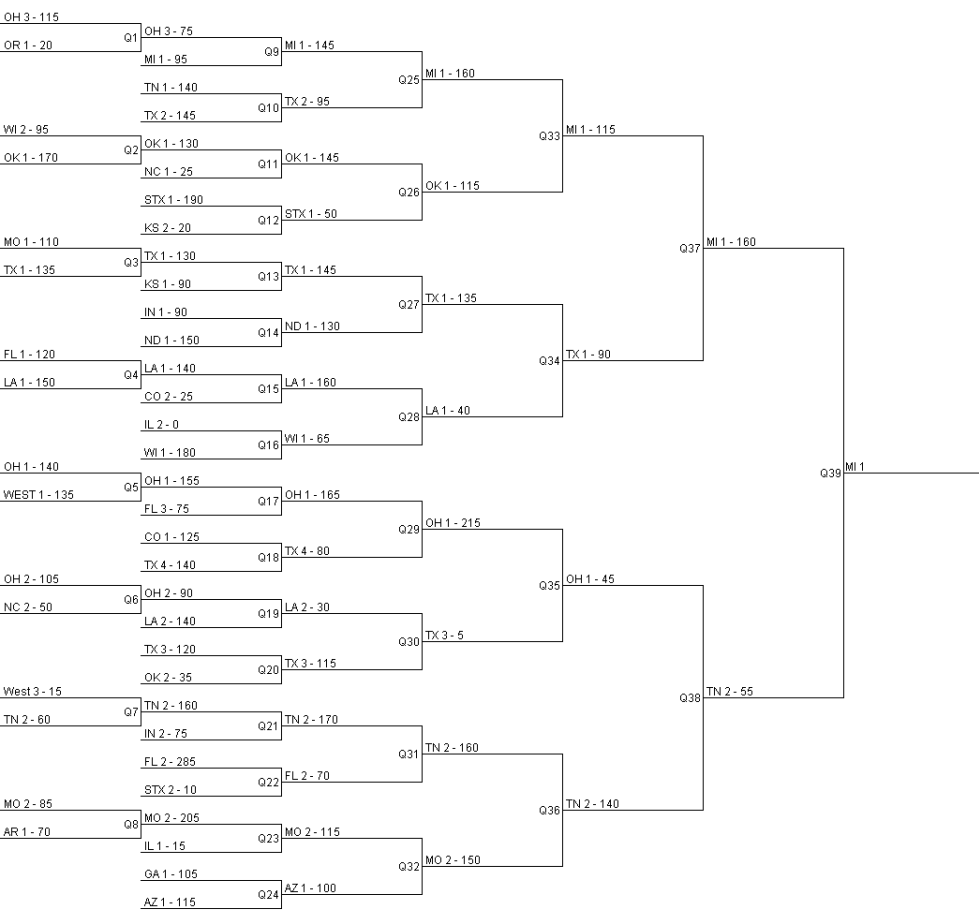 OH 3 - 115
OR 1 - 20
Q1
OH 3 - 75
MI 1 - 95
Q9
MI 1 - 145
TN 1 - 140
TX 2 - 145
Q10
TX 2 - 95
Q25
MI 1 - 160
WI 2 - 95
OK 1 - 170
Q2
OK 1 - 130
NC 1 - 25
Q11
OK 1 - 145
STX 1 - 190
KS 2 - 20
Q12
STX 1 - 50
Q26
OK 1 - 115
Q33
MI 1 - 115
MO 1 - 110
TX 1 - 135
Q3
TX 1 - 130
KS 1 - 90
Q13
TX 1 - 145
IN 1 - 90
ND 1 - 150
Q14
ND 1 - 130
Q27
TX 1 - 135
FL 1 - 120
LA 1 - 150
Q4
LA 1 - 140
CO 2 - 25
Q15
LA 1 - 160
IL 2 - 0
WI 1 - 180
Q16
WI 1 - 65
Q28
LA 1 - 40
Q34
TX 1 - 90
Q37
MI 1 - 160
OH 1 - 140
WEST 1 - 135
Q5
OH 1 - 155
FL 3 - 75
Q17
OH 1 - 165
CO 1 - 125
TX 4 - 140
Q18
TX 4 - 80
Q29
OH 1 - 215
OH 2 - 105
NC 2 - 50
Q6
OH 2 - 90
LA 2 - 140
Q19
LA 2 - 30
TX 3 - 120
OK 2 - 35
Q20
TX 3 - 115
Q30
TX 3 - 5
Q35
OH 1 - 45
West 3 - 15
TN 2 - 60
Q7
TN 2 - 160
IN 2 - 75
Q21
TN 2 - 170
FL 2 - 285
STX 2 - 10
Q22
FL 2 - 70
Q31
TN 2 - 160
MO 2 - 85
AR 1 - 70
Q8
MO 2 - 205
IL 1 - 15
Q23
MO 2 - 115
GA 1 - 105
AZ 1 - 115
Q24
AZ 1 - 100
Q32
MO 2 - 150
Q36
TN 2 - 140
Q38
TN 2 - 55
Q39
MI 1